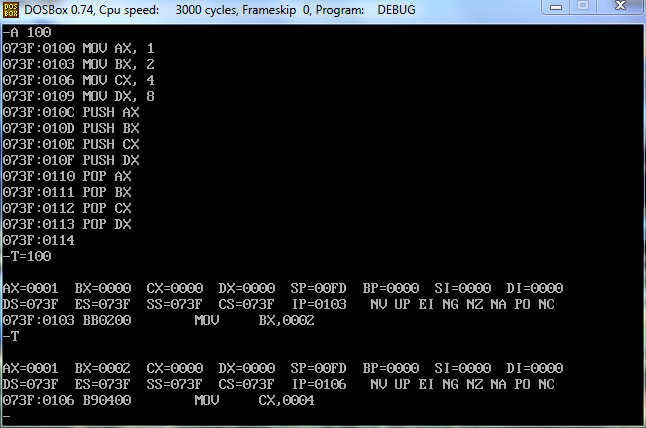 DOS BOX DOSBox 0.74, Cpu speed: 3000 cycles, Frameskip 0, Program: DEBUG
-A 100
073F:0100 MOV AX, 1
073F:0103 MOV BX, 2
073F:0106 MOV CX, 4
073F:0109 MOV DX, 8
073F:010C PUSH AX
073F:010D PUSH BX
073F:010E PUSH CX
073F:010F PUSH DX
073F:0110 POP AX
073F:0111 POP BX
073F:0112 POP CX
073F:0113 POP DX
073F:0114
-T=100
AX=0001 BX=0000 CX=0000 DX=0000 SP=00FD BP=0000 SI=0000 DI=0000
DS=073F ES=073F SS=073F CS=073F IP=0103 NV UP EI NG NZ NA PO NC
073F:0103 BB0200 MOV BX,0002
-T
AX=0001 BX=0002 CX=0000 DX=0000 SP=00FD BP=0000 SI=0000 DI=0000
DS=073F ES=073F SS=073F CS=073F IP=0106 NV UP EI NG NZ NA PO NC
073F:0106 B90400 MOV CX,0004
-